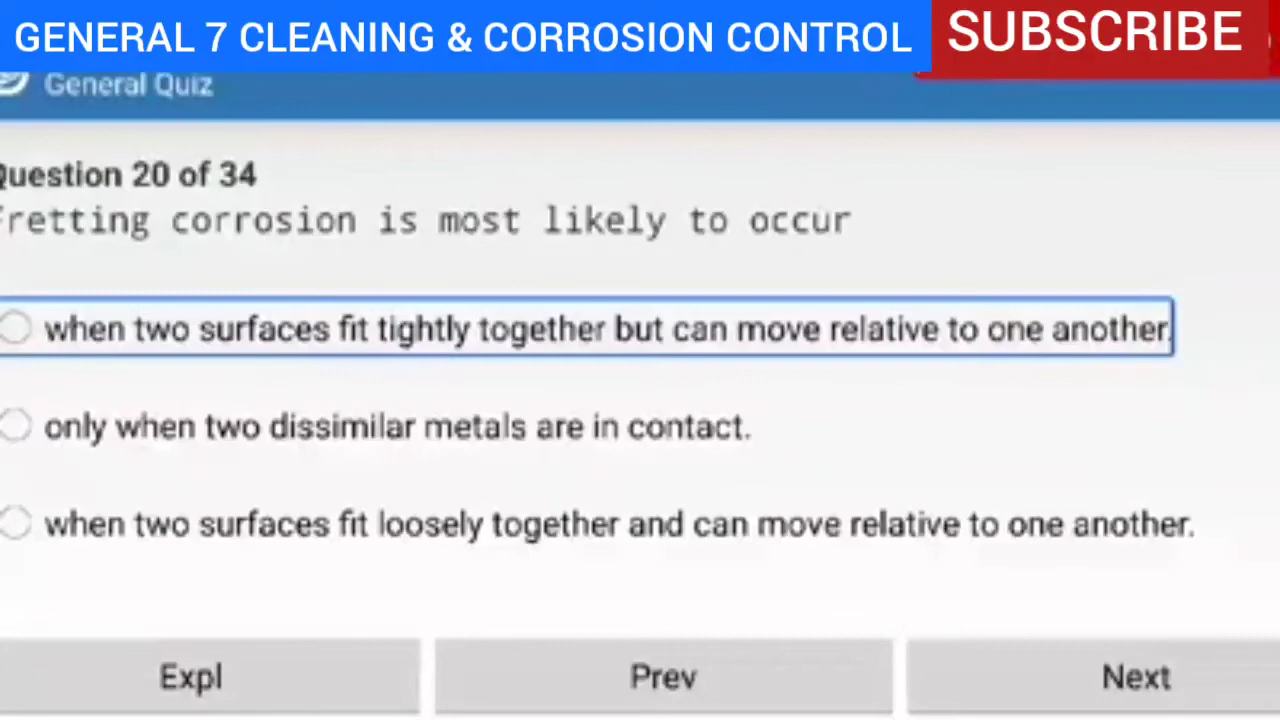 GENERAL 7 CLEANING & CORROSION CONTROL
SUBSCRIBE
General Quiz
Question 20 of 34
Fretting corrosion is most likely to occur
when two surfaces fit tightly together but can move relative to one another.
only when two dissimilar metals are in contact.
when two surfaces fit loosely together and can move relative to one another.
Expl
Prev
Next